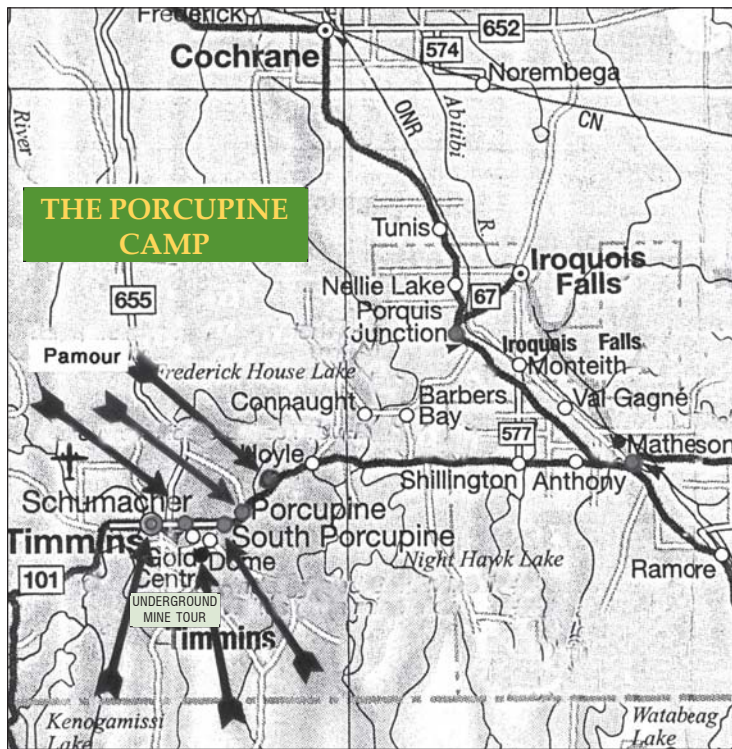 Frederick
Cochrane
652
574
Norembega
CN
ONR
Abitibi
R.
River
THE PORCUPINE
CAMP
Tunis
Iroquois
Falls
Nellie Lake
67
Porquis
Junction
655
Pamour
Frederick House Lake
Iroquois Falls
Monteith
Connaught
Barbers
Bay
Val Gagné
577
Matheson
Hoyle
Shillington
Anthony
Schumacher
Porcupine
Timmins
South Porcupine
Gold
Centre
Dome
Night Hawk Lake
Ramore
101
UNDERGROUND
MINE TOUR
Timmins
Kenogamissi
Lake
Watabeag
Lake